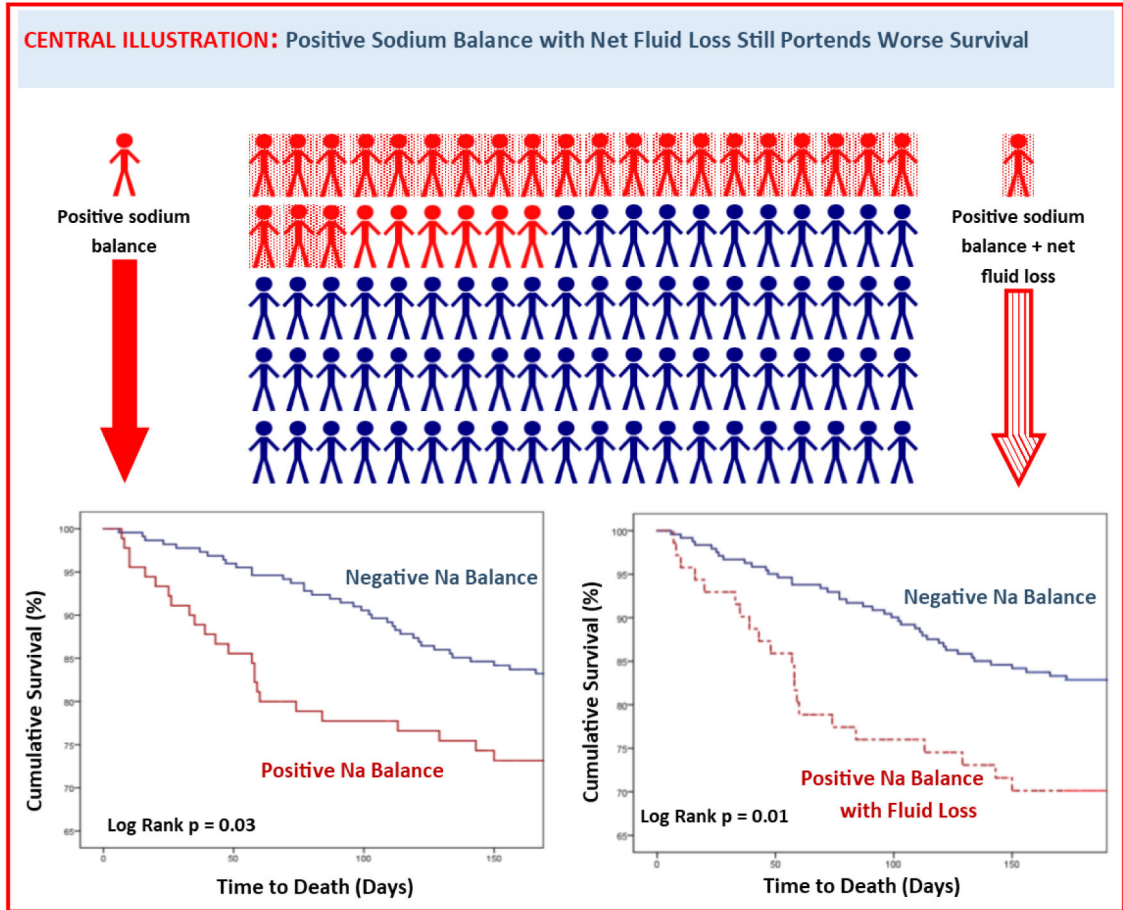 CENTRAL ILLUSTRATION: Positive Sodium Balance with Net Fluid Loss Still Portends Worse Survival
Positive sodium
balance
Positive sodium
balance + net
fluid loss
Cumulative Survival (%)
100
95
90
85
80
75
70
65
Negative Na Balance
Positive Na Balance
Log Rank p = 0.03
0
50
100
150
Time to Death (Days)
Cumulative Survival (%)
100
95
90
85
80
75
70
65
Negative Na Balance
Positive Na Balance
with Fluid Loss
Log Rank p = 0.01
0
50
100
150
Time to Death (Days)